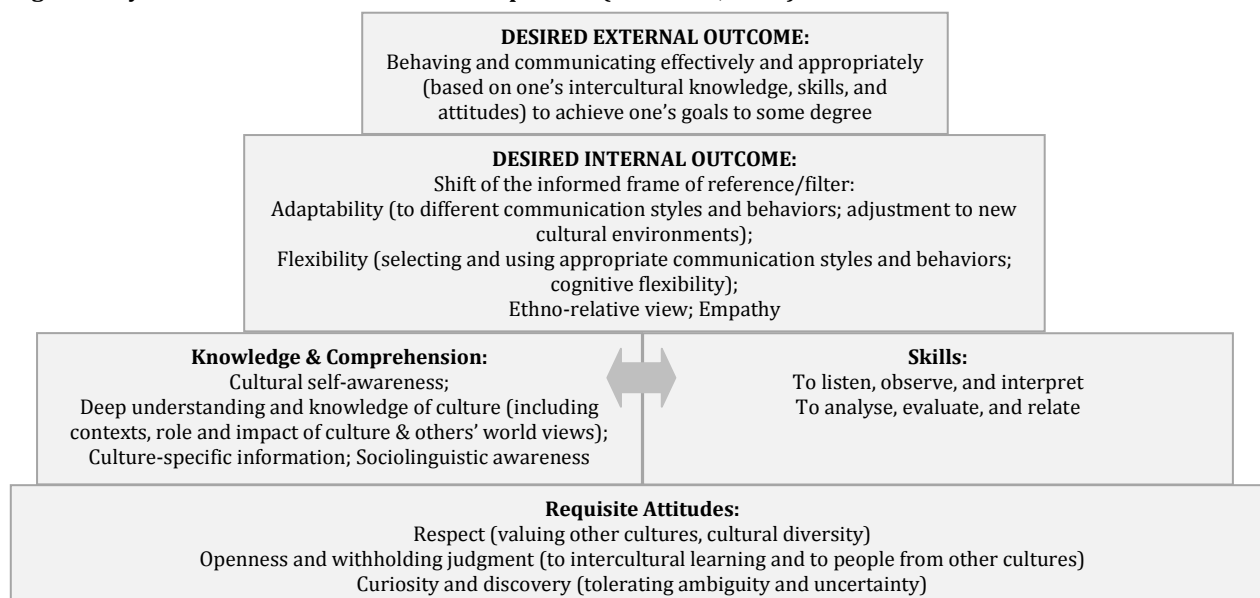 DESIRED EXTERNAL OUTCOME:
Behaving and communicating effectively and appropriately
(based on one's intercultural knowledge, skills, and
attitudes) to achieve one's goals to some degree
DESIRED INTERNAL OUTCOME:
Shift of the informed frame of reference/filter:
Adaptability (to different communication styles and behaviors; adjustment to new
cultural environments);
Flexibility (selecting and using appropriate communication styles and behaviors;
cognitive flexibility);
Ethno-relative view; Empathy
Knowledge & Comprehension:
Cultural self-awareness;
Deep understanding and knowledge of culture (including
contexts, role and impact of culture & others' world views);
Culture-specific information; Sociolinguistic awareness
Skills:
To listen, observe, and interpret
To analyse, evaluate, and relate
Requisite Attitudes:
Respect (valuing other cultures, cultural diversity)
Openness and withholding judgment (to intercultural learning and to people from other cultures)
Curiosity and discovery (tolerating ambiguity and uncertainty)